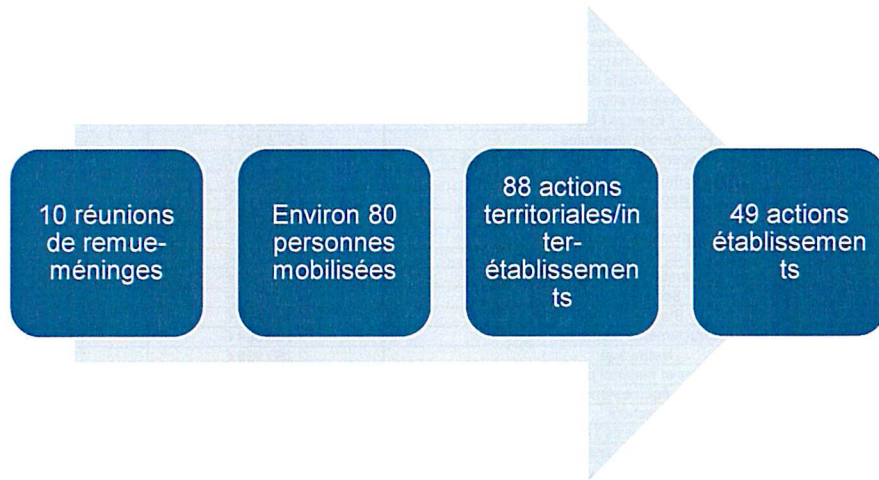 10 réunions
de remue-
méninges
Environ 80
personnes
mobilisées
88 actions
territoriales/in
ter-
établissemen
ts
49 actions
établissemen
ts